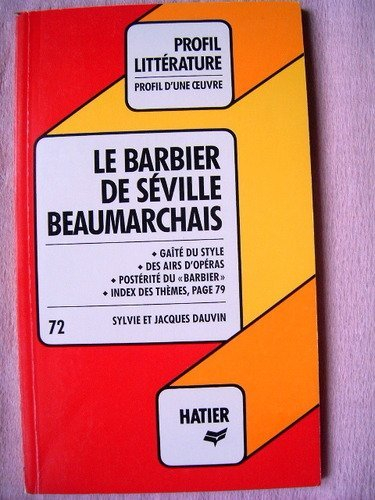 PROFIL
LITTÉRATURE
PROFIL D'UNE ŒUVRE
LE BARBIER
DE SÉVILLE
BEAUMARCHAIS
• GAÎTÉ DU STYLE
• DES AIRS D'OPÉRAS
• POSTÉRITÉ DU «BARBIER»
• INDEX DES THÈMES, PAGE 79
72
SYLVIE ET JACQUES DAUVIN
HATIER